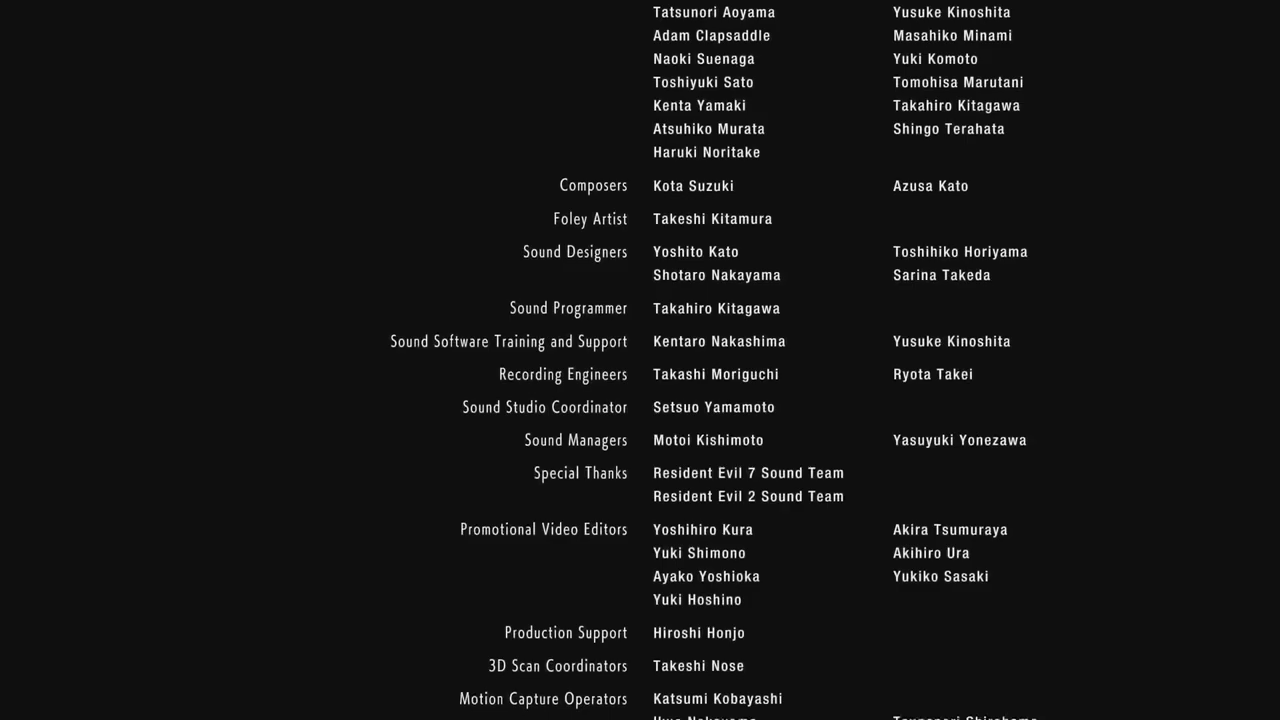 Tatsunori Aoyama Yusuke Kinoshita
Adam Clapsaddle Masahiko Minami
Naoki Suenaga Yuki Komoto
Toshiyuki Sato Tomohisa Marutani
Kenta Yamaki Takahiro Kitagawa
Atsuhiko Murata Shingo Terahata
Haruki Noritake
Composers Kota Suzuki Azusa Kato
Foley Artist Takeshi Kitamura
Sound Designers Yoshito Kato Toshihiko Horiyama
Shotaro Nakayama Sarina Takeda
Sound Programmer Takahiro Kitagawa
Sound Software Training and Support Kentaro Nakashima Yusuke Kinoshita
Recording Engineers Takashi Moriguchi Ryota Takei
Sound Studio Coordinator Setsuo Yamamoto
Sound Managers Motoi Kishimoto Yasuyuki Yonezawa
Special Thanks Resident Evil 7 Sound Team
Resident Evil 2 Sound Team
Promotional Video Editors Yoshihiro Kura Akira Tsumuraya
Yuki Shimono Akihiro Ura
Ayako Yoshioka Yukiko Sasaki
Yuki Hoshino
Production Support Hiroshi Honjo
3D Scan Coordinators Takeshi Nose
Motion Capture Operators Katsumi Kobayashi